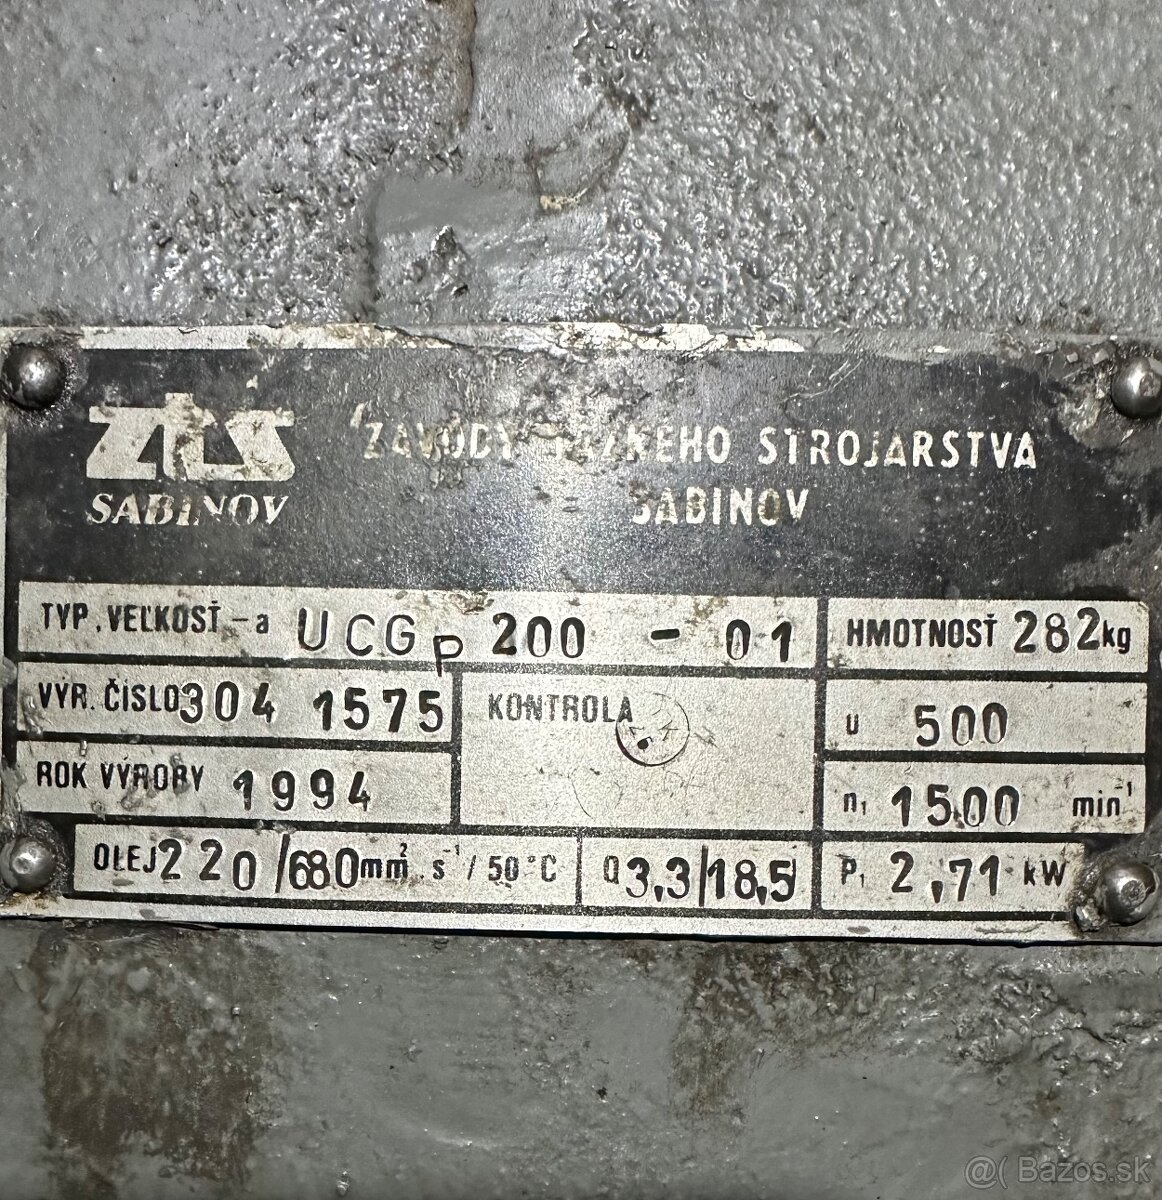 ZŤS
SABINOV
ZÁVODY ŤAŽKÉHO STROJÁRSTVA
SABINOV
TYP, VEĽKOSŤ - a UCGp 200 - 01
HMOTNOSŤ 282 kg
VÝR. ČÍSLO 304 1575
KONTROLA
u 500
ROK VÝROBY 1994
n₁ 1500 min⁻¹
OLEJ 220/680 mm² . s⁻¹ / 50 °C
Q 3,3/18,5
P₁ 2,71 kW
@( Bazos.sk